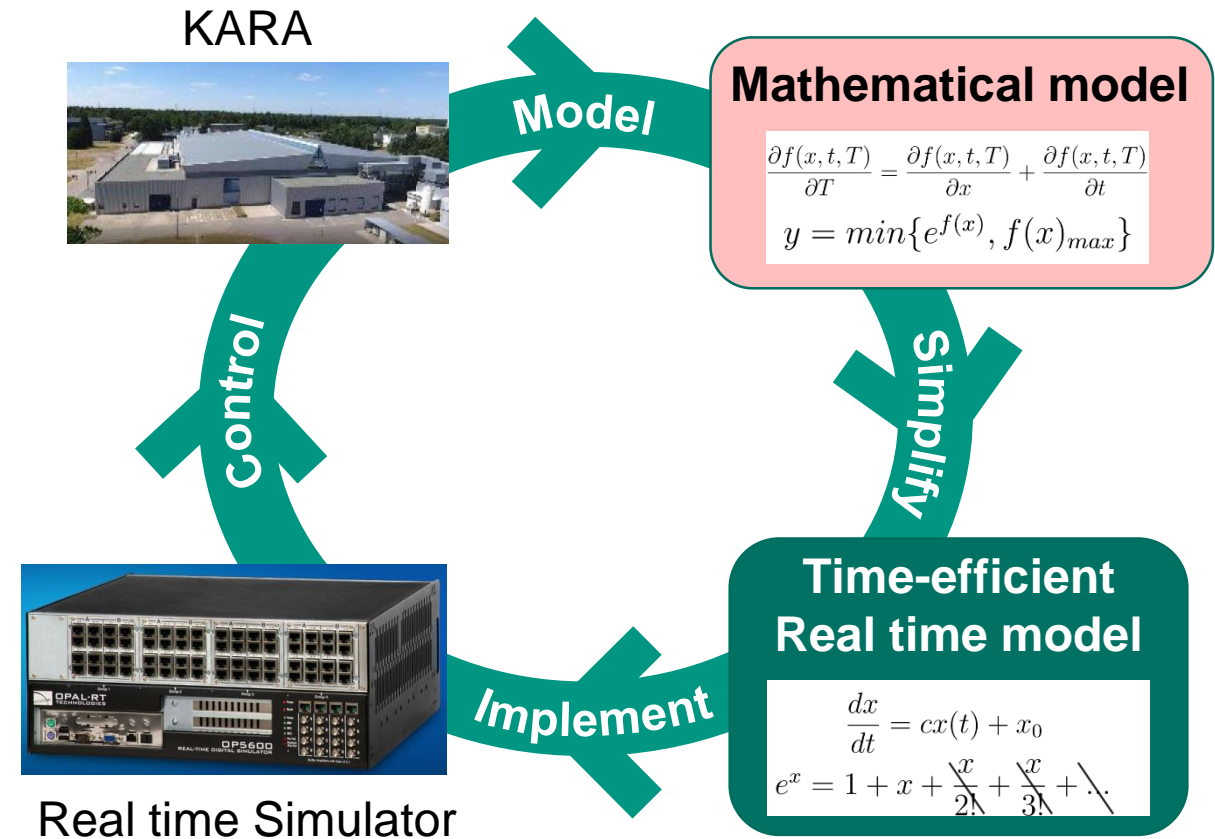 KARA
Model
Mathematical model
∂f(x, t, T)/∂T = ∂f(x, t, T)/∂x + ∂f(x, t, T)/∂t
y = min{e^{f(x)}, f(x)_{max}}
Control
Simplify
Time-efficient
Real time model
dx/dt = cx(t) + x_0
e^x = 1 + x + x/2! + x/3! + ...
Implement
OPAL-RT
TECHNOLOGIES
OP5600
REAL-TIME DIGITAL SIMULATOR
Real time Simulator